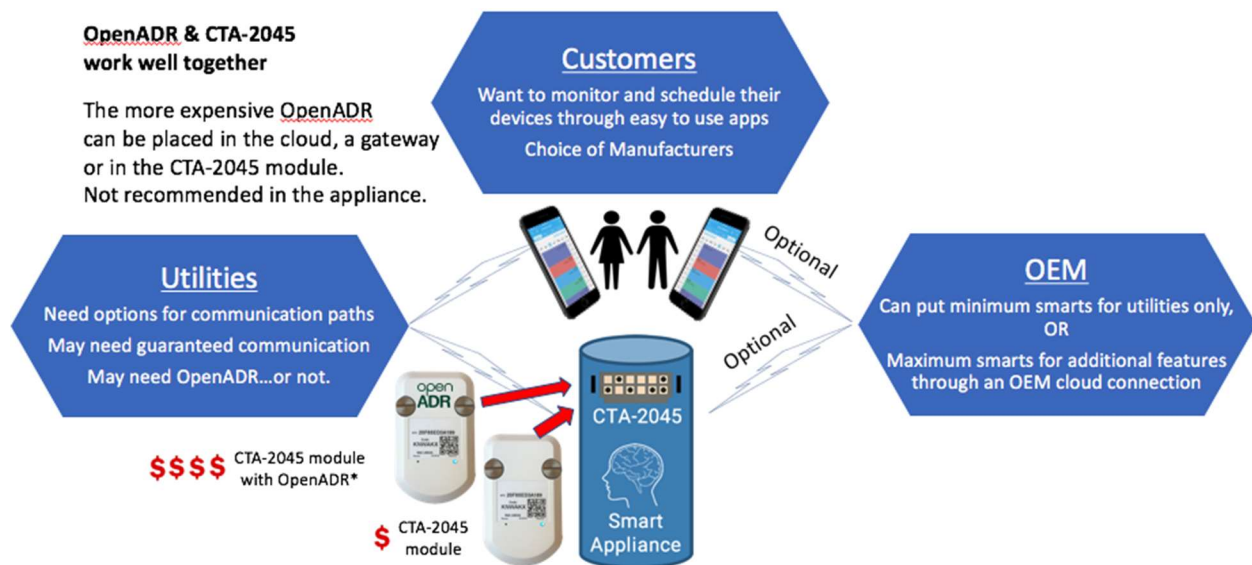 OpenADR & CTA-2045
work well together
The more expensive OpenADR
can be placed in the cloud, a gateway
or in the CTA-2045 module.
Not recommended in the appliance.
Customers
Want to monitor and schedule their
devices through easy to use apps
Choice of Manufacturers
Utilities
Need options for communication paths
May need guaranteed communication
May need OpenADR...or not.
Optional
Optional
OEM
Can put minimum smarts for utilities only,
OR
Maximum smarts for additional features
through an OEM cloud connection
open
ADR
$$$$ CTA-2045 module
with OpenADR*
$ CTA-2045
module
CTA-2045
Smart
Appliance